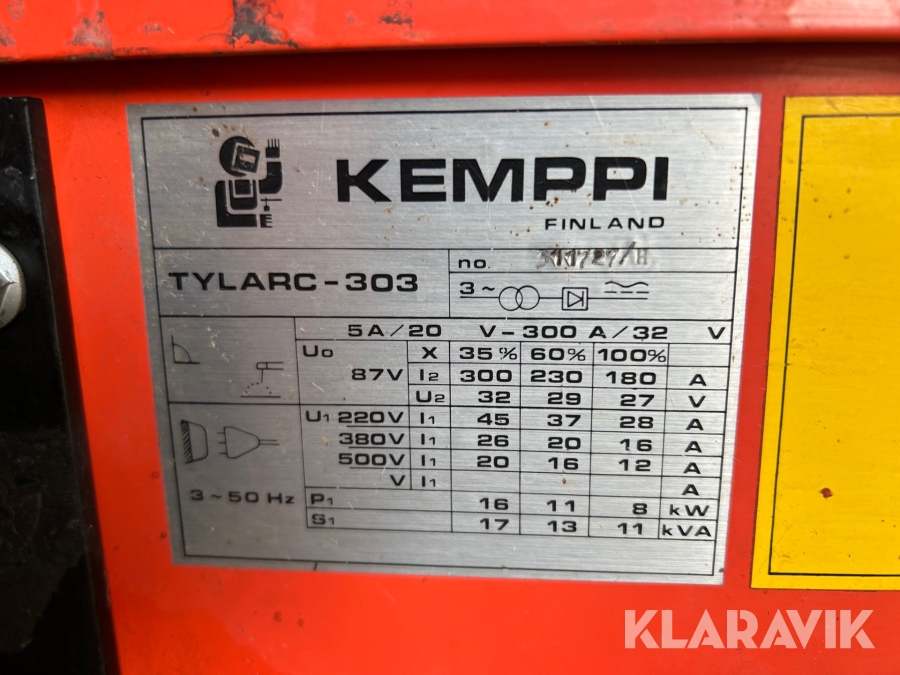 KEMPPI
FINLAND
TYLARC-303
no 311727/H
3~
5A/20 V-300 A/32 V
Uo X 35% 60% 100%
87V I2 300 230 180 A
U2 32 29 27 V
U1 220V I1 45 37 28 A
380V I1 26 20 16 A
500V I1 20 16 12 A
V I1 A
3~50 Hz P1 16 11 8 kW
S1 17 13 11 kVA
KLARAVIK